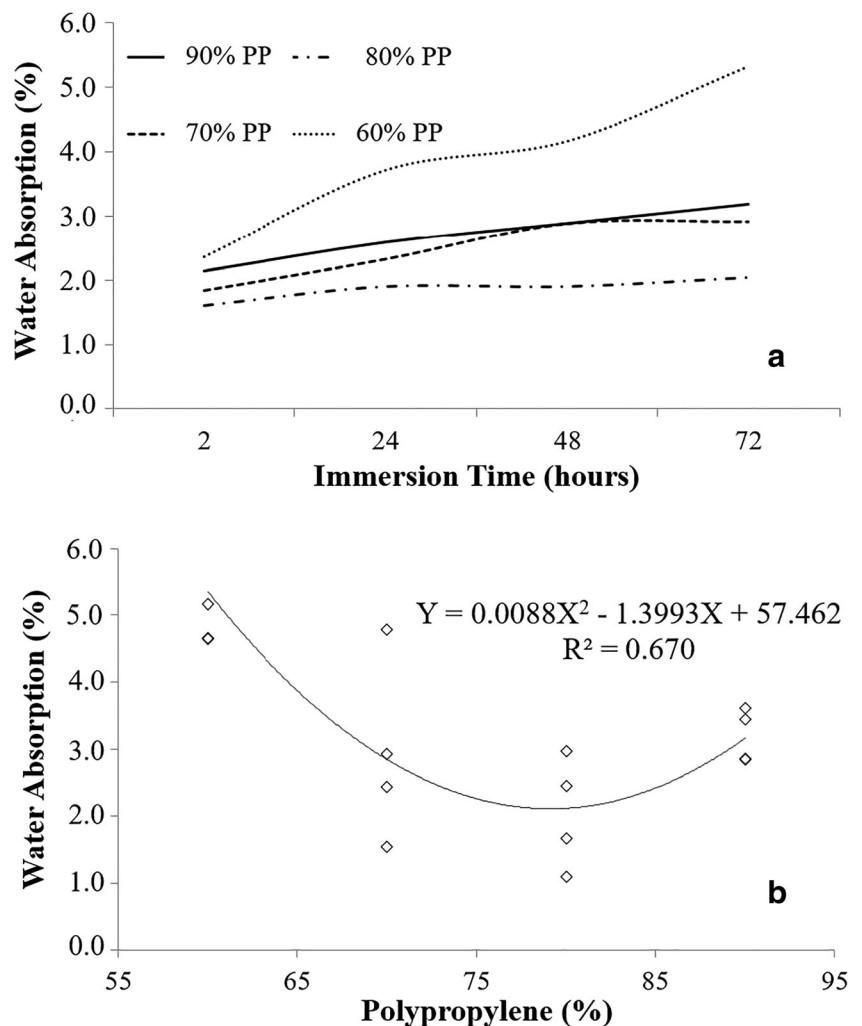 6.0
90% PP
80% PP
5.0
70% PP
60% PP
4.0
3.0
2.0
1.0
0.0
Water Absorption (%)
a
2
24
48
72
Immersion Time (hours)
6.0
5.0
4.0
3.0
2.0
1.0
0.0
Water Absorption (%)
Y = 0.0088X² - 1.3993X + 57.462
R² = 0.670
b
55
65
75
85
95
Polypropylene (%)